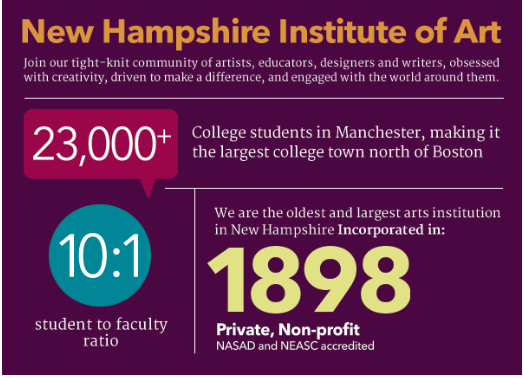 New Hampshire Institute of Art
Join our tight-knit community of artists, educators, designers and writers, obsessed
with creativity, driven to make a difference, and engaged with the world around them.
23,000+
College students in Manchester, making it
the largest college town north of Boston
10:1
student to faculty
ratio
We are the oldest and largest arts institution
in New Hampshire Incorporated in:
1898
Private, Non-profit
NASAD and NEASC accredited